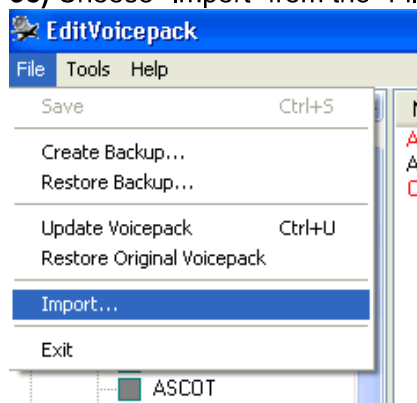 EditVoicepack
File Tools Help
Save Ctrl+S
Create Backup...
Restore Backup...
Update Voicepack Ctrl+U
Restore Original Voicepack
Import...
Exit
ASCOT